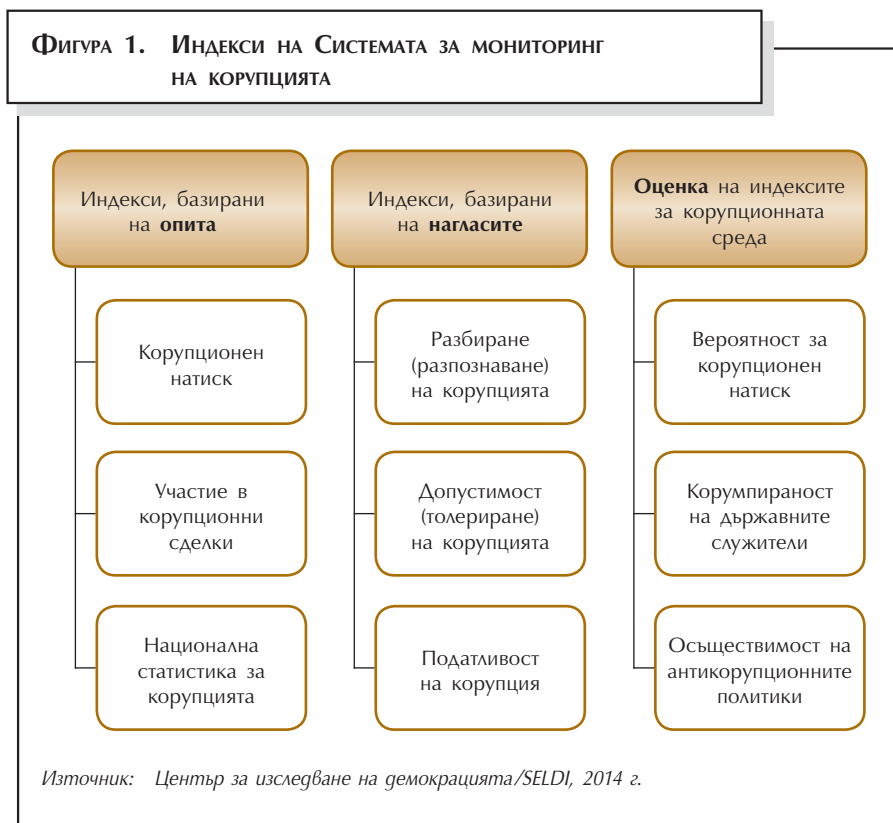 Фигура 1. Индекси на Системата за мониторинг
на корупцията
Индекси, базирани
на опита
Корупционен
натиск
Участие в
корупционни
сделки
Национална
статистика за
корупцията
Индекси, базирани
на нагласите
Разбиране
(разпознаване)
на корупцията
Допустимост
(толериране)
на корупцията
Податливост
на корупция
Оценка на индексите
за корупционната
среда
Вероятност за
корупционен
натиск
Корумпираност
на държавните
служители
Осъществимост на
антикорупционните
политики
Източник: Център за изследване на демокрацията/SELDI, 2014 г.